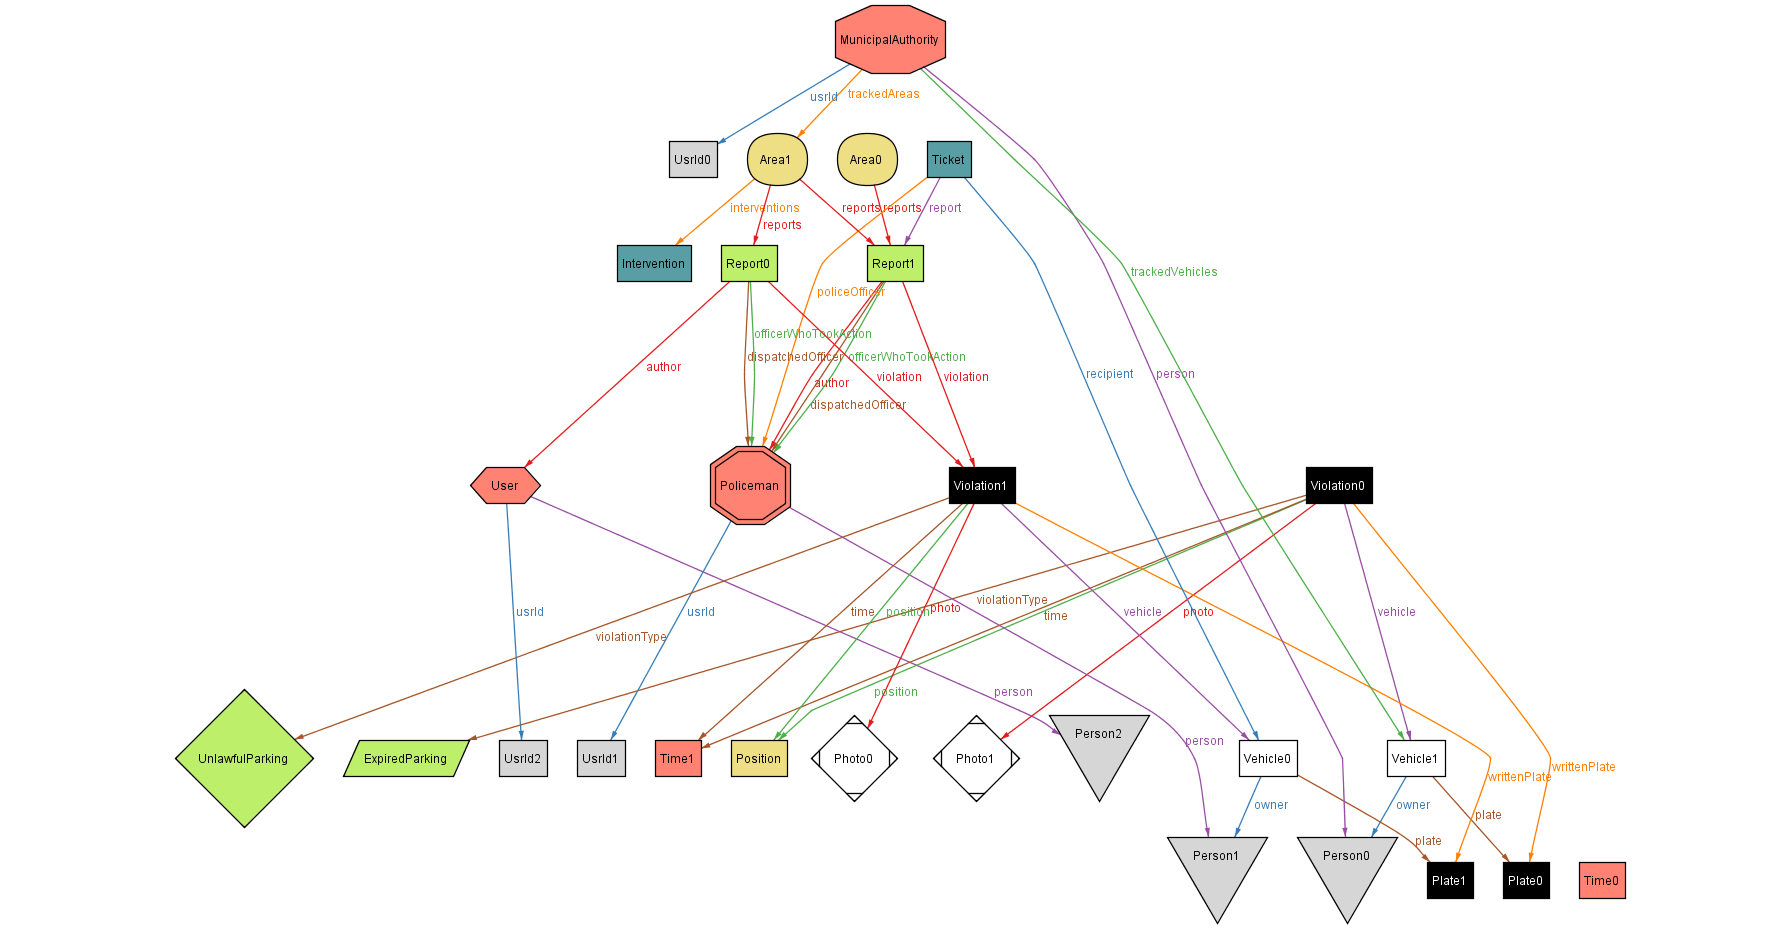 MunicipalAuthority
usrId
trackedAreas
UsrId0
Area1
Area0
Ticket
interventions
reports
reports
reports
report
Intervention
Report0
Report1
trackedVehicles
policeOfficer
officerWhoTookAction
dispatchedOfficer
officerWhoTookAction
author
author
violation
violation
recipient
person
dispatchedOfficer
User
Policeman
Violation1
Violation0
usrId
usrId
violationType
time
position
photo
violationType
time
vehicle
photo
vehicle
position
person
person
UnlawfulParking
ExpiredParking
UsrId2
UsrId1
Time1
Position
Photo0
Photo1
Person2
Vehicle0
Vehicle1
writtenPlate
writtenPlate
owner
owner
plate
plate
Person1
Person0
Plate1
Plate0
Time0